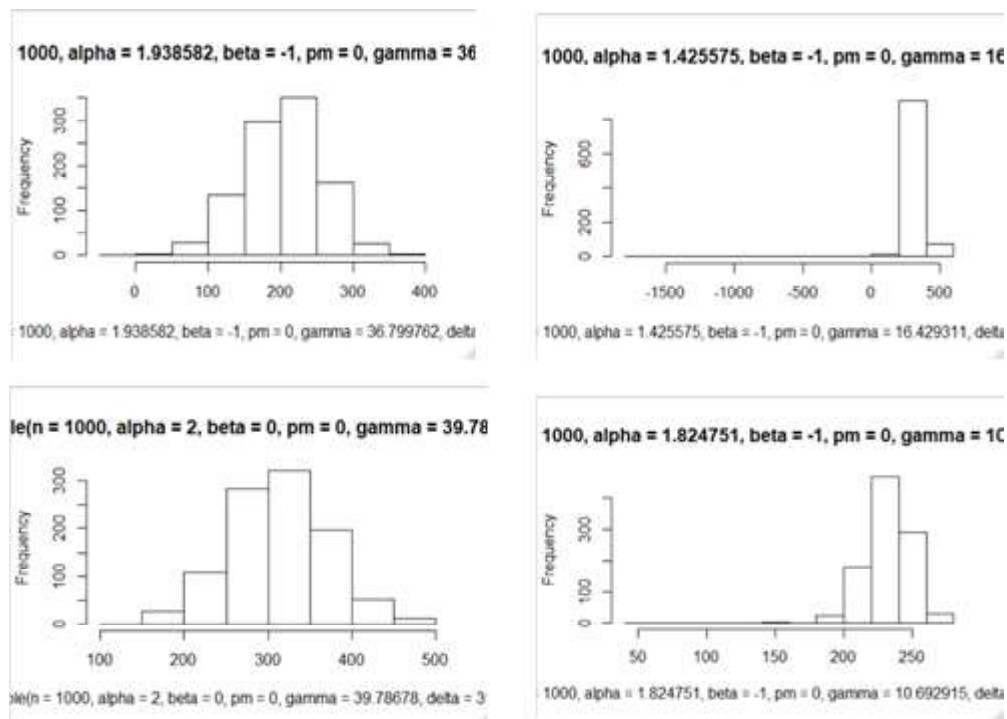 1000, alpha = 1.938582, beta = -1, pm = 0, gamma = 36
Frequency
300
200
100
0
0 100 200 300 400
1000, alpha = 1.938582, beta = -1, pm = 0, gamma = 36.799762, delta
1000, alpha = 1.425575, beta = -1, pm = 0, gamma = 16
Frequency
600
200
0
-1500 -1000 -500 0 500
1000, alpha = 1.425575, beta = -1, pm = 0, gamma = 16.429311, delta
le(n = 1000, alpha = 2, beta = 0, pm = 0, gamma = 39.78
Frequency
300
200
100
0
100 200 300 400 500
ble(n = 1000, alpha = 2, beta = 0, pm = 0, gamma = 39.78678, delta = 3
1000, alpha = 1.824751, beta = -1, pm = 0, gamma = 10
Frequency
300
100
0
50 100 150 200 250
1000, alpha = 1.824751, beta = -1, pm = 0, gamma = 10.692915, delta